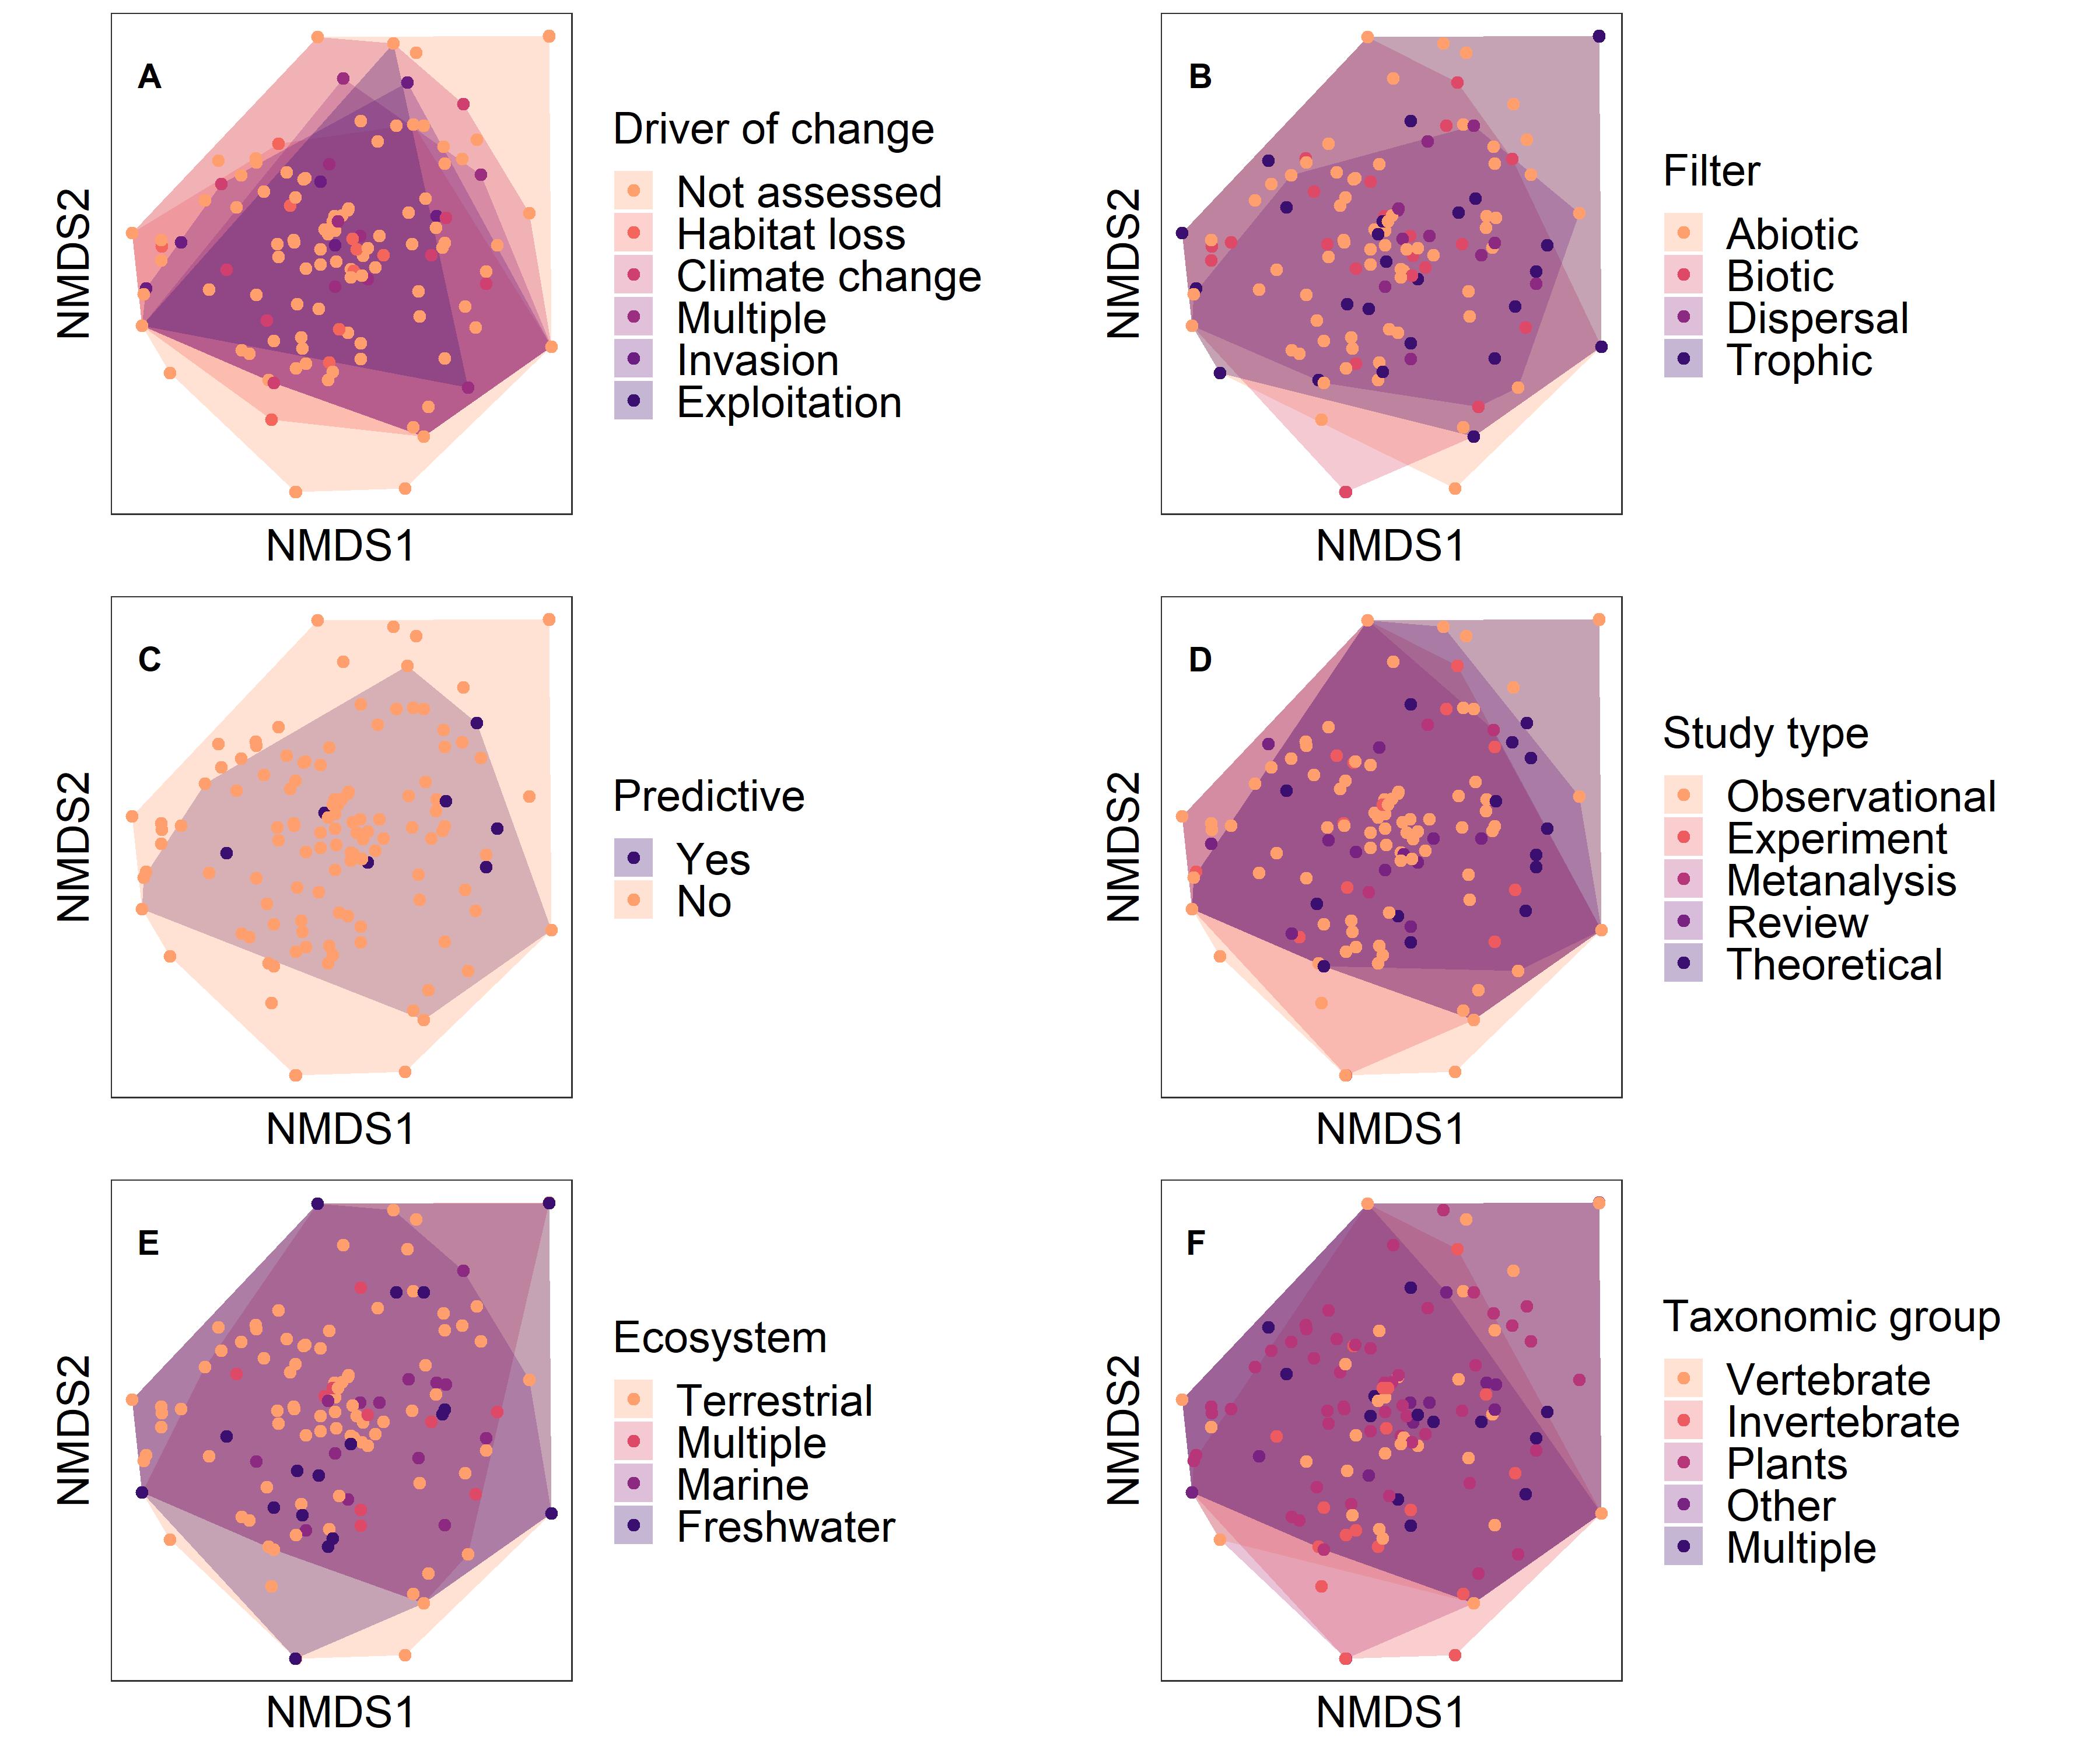 A
NMDS2
NMDS1
Driver of change
Not assessed
Habitat loss
Climate change
Multiple
Invasion
Exploitation
B
NMDS2
NMDS1
Filter
Abiotic
Biotic
Dispersal
Trophic
C
NMDS2
NMDS1
Predictive
Yes
No
D
NMDS2
NMDS1
Study type
Observational
Experiment
Metanalysis
Review
Theoretical
E
NMDS2
NMDS1
Ecosystem
Terrestrial
Multiple
Marine
Freshwater
F
NMDS2
NMDS1
Taxonomic group
Vertebrate
Invertebrate
Plants
Other
Multiple